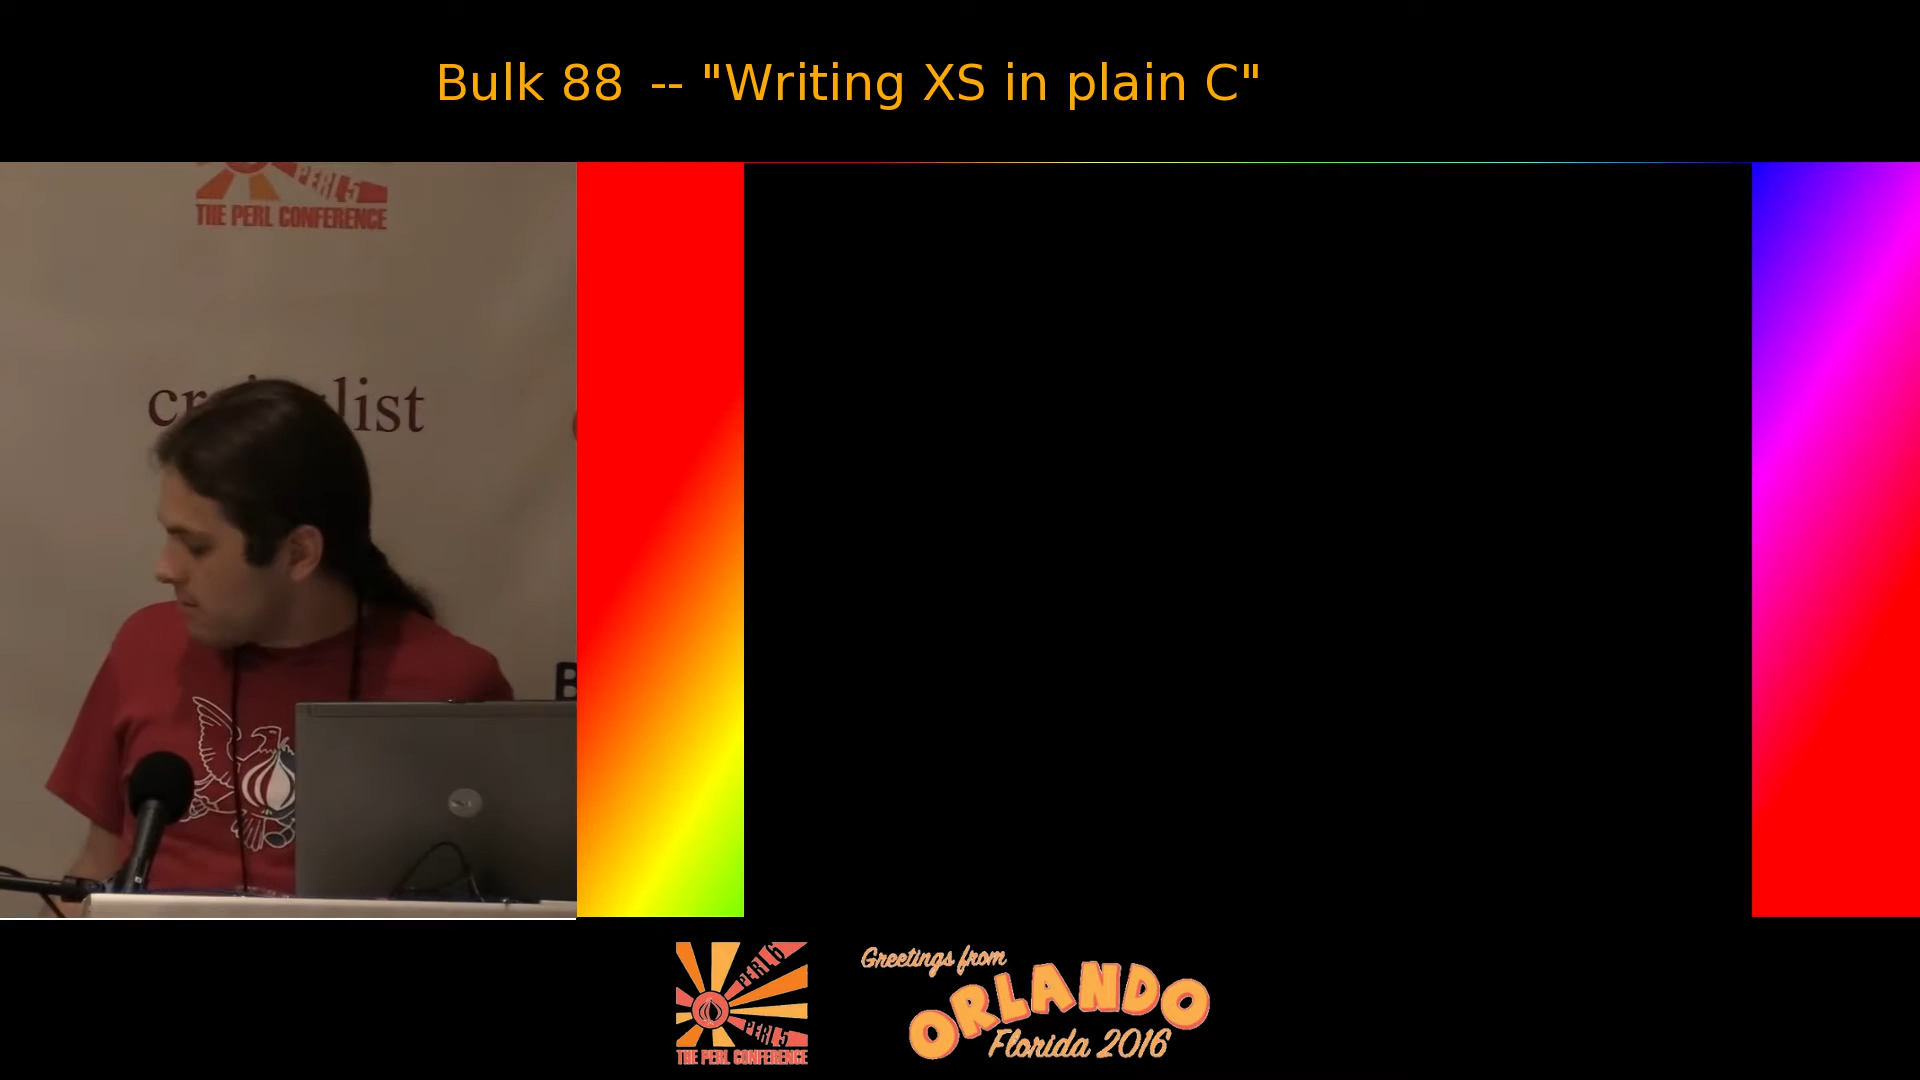 Bulk 88 -- "Writing XS in plain C"
PERL 5
THE PERL CONFERENCE
craigslist
B
PERL 6
PERL 5
THE PERL CONFERENCE
Greetings from
ORLANDO
Florida 2016